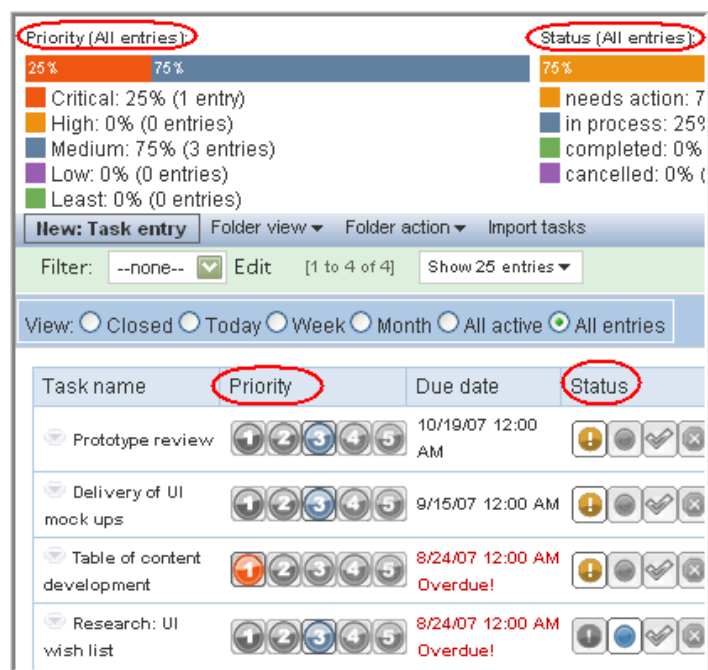 Priority (All entries): Status (All entries):
25% 75% 75%
Critical: 25% (1 entry) needs action: 7
High: 0% (0 entries) in process: 25%
Medium: 75% (3 entries) completed: 0%
Low: 0% (0 entries) cancelled: 0% (
Least: 0% (0 entries)
New: Task entry Folder view Folder action Import tasks
Filter: --none-- Edit [1 to 4 of 4] Show 25 entries
View: Closed Today Week Month All active All entries
Task name Priority Due date Status
Prototype review 1 2 3 4 5 10/19/07 12:00
AM
Delivery of UI
mock ups 1 2 3 4 5 9/15/07 12:00 AM
Table of content
development 1 2 3 4 5 8/24/07 12:00 AM
Overdue!
Research: UI
wish list 1 2 3 4 5 8/24/07 12:00 AM
Overdue!